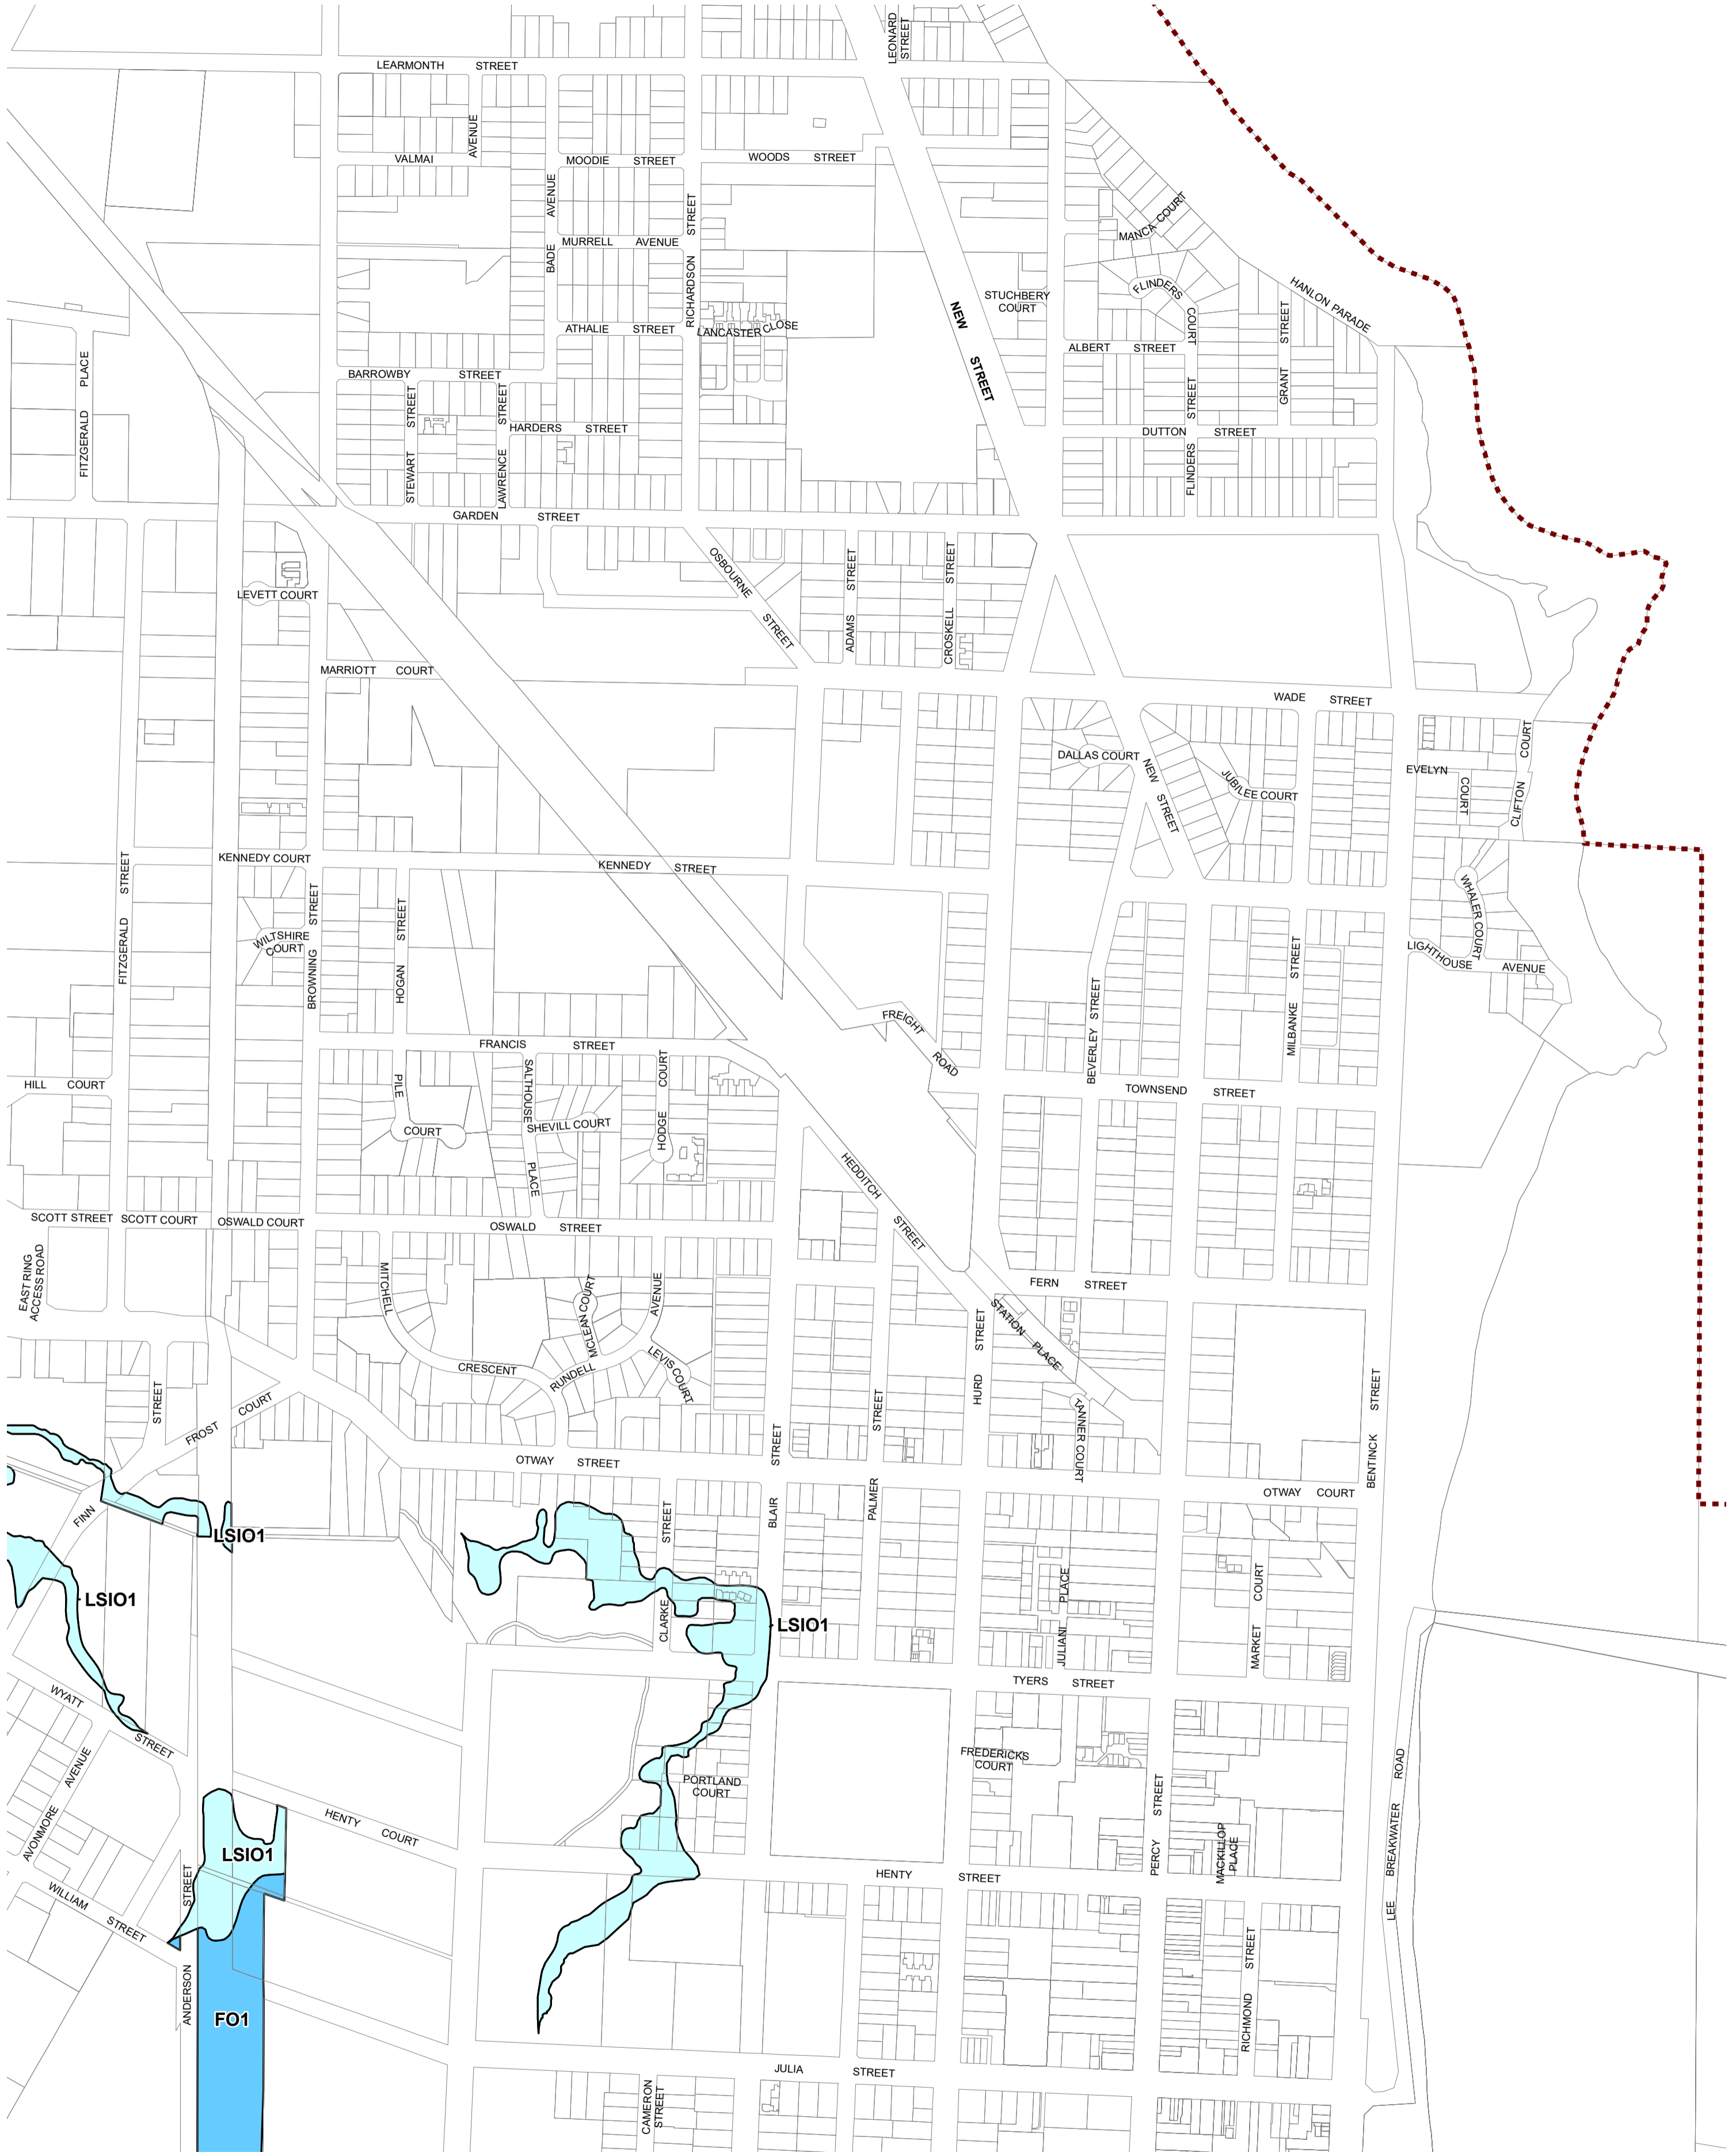 LEONARD
STREET
LEARMONTH STREET
AVENUE
VALMAI
MOODIE STREET
WOODS STREET
AVENUE
BADE
STREET
RICHARDSON
MURRELL AVENUE
MANCA COURT
FLINDERS
COURT
HANLON PARADE
STUCHBERY
COURT
NEW
STREET
ATHALIE STREET
LANCASTER CLOSE
ALBERT STREET
STREET
GRANT
PLACE
FITZGERALD
BARROWBY STREET
STREET
STEWART
STREET
LAWRENCE
HARDERS STREET
DUTTON STREET
STREET
FLINDERS
GARDEN STREET
OSBOURNE
STREET
STREET
ADAMS
STREET
CROSKELL
LEVETT COURT
MARRIOTT COURT
WADE STREET
DALLAS COURT
NEW
STREET
JUBILEE COURT
EVELYN
COURT
COURT
CLIFTON
KENNEDY COURT
KENNEDY STREET
STREET
FITZGERALD
STREET
BROWNING
WILTSHIRE
COURT
STREET
HOGAN
WHALER COURT
LIGHTHOUSE AVENUE
STREET
MILBANKE
BEVERLEY STREET
FREIGHT
ROAD
FRANCIS STREET
HILL COURT
PILE
COURT
SALTHOUSE
PLACE
SHEVILL COURT
COURT
HODGE
TOWNSEND STREET
HEDDITCH
STREET
SCOTT STREET
SCOTT COURT
OSWALD COURT
OSWALD STREET
EAST RING
ACCESS ROAD
MITCHELL
CRESCENT
MCLEAN COURT
AVENUE
RUNDELL
LEVIS COURT
FERN STREET
STATION PLACE
STREET
HURD
TANNER COURT
STREET
BENTINCK
STREET
FROST COURT
FINN
OTWAY STREET
STREET
BLAIR
STREET
PALMER
OTWAY COURT
STREET
CLARKE
LSIO1
LSIO1
LSIO1
PLACE
JULIANI
COURT
MARKET
TYERS STREET
WYATT
STREET
AVENUE
AVONMORE
FREDERICKS
COURT
PORTLAND
COURT
HENTY COURT
STREET
PERCY
MACKILLOP
PLACE
ROAD
BREAKWATER
LEE
LSIO1
HENTY STREET
WILLIAM
STREET
STREET
ANDERSON
STREET
RICHMOND
FO1
JULIA STREET
CAMERON
STREET